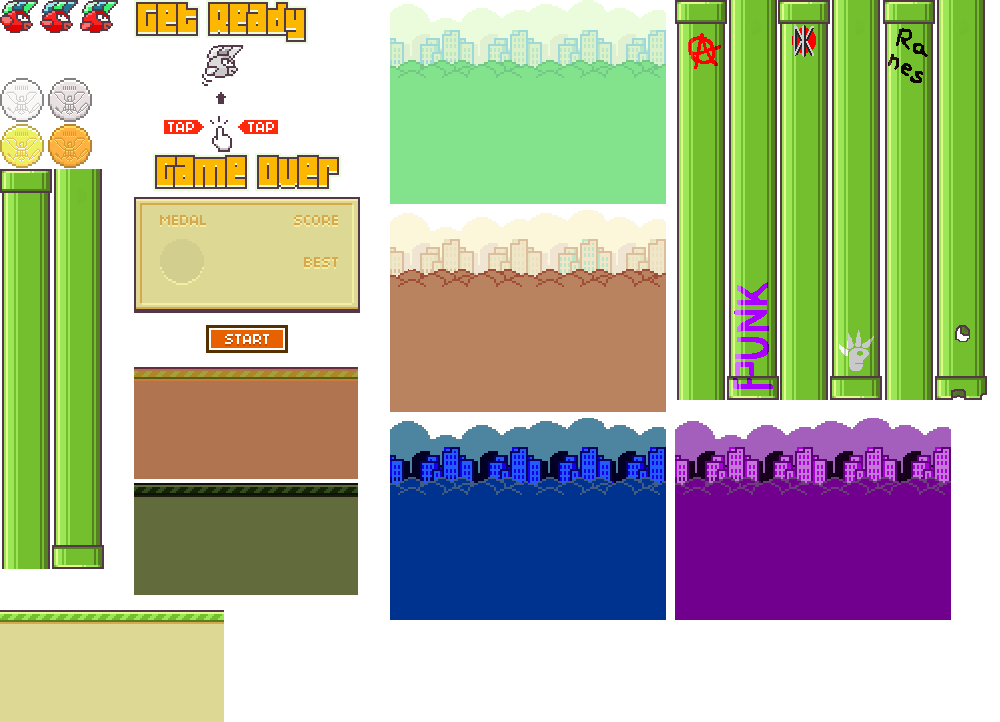 Get Ready
TAP TAP
Game Over
MEDAL SCORE
BEST
START
PUNK
Ra
nes